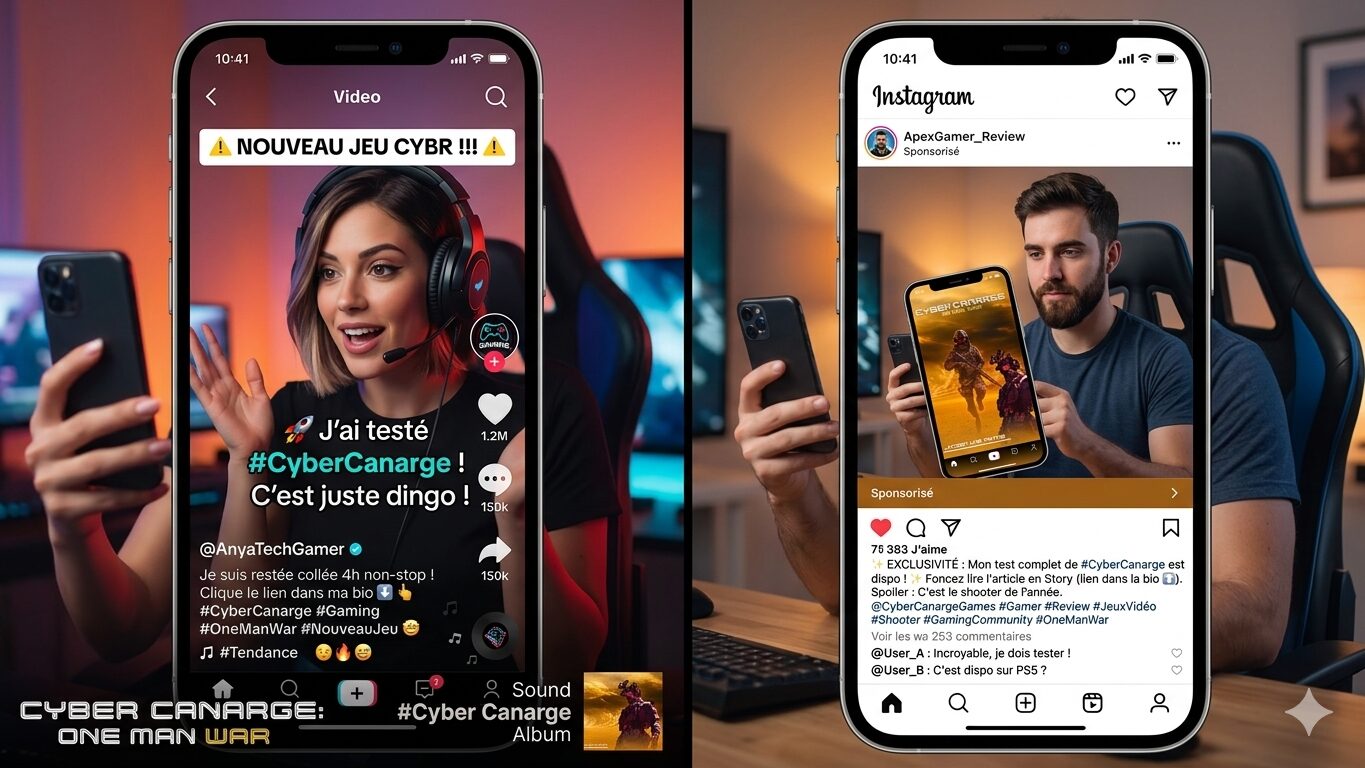 10:41
Video
⚠️ NOUVEAU JEU CYBR !!! ⚠️
🚀 J'ai testé
#CyberCanarge !
C'est juste dingo !
1.2M
150k
150k
@AnyaTechGamer
Je suis restée collée 4h non-stop !
Clique le lien dans ma bio ⬇️👆
#CyberCanarge #Gaming
#OneManWar #NouveauJeu 🤩
🎵 #Tendance 😏🔥😅
2
CYBER CANARGE:
ONE MAN WAR
Sound
#Cyber Canarge
Album
10:41
Instagram
ApexGamer_Review
Sponsorisé
CYBER CANARGE
Sponsorisé
75 383 J'aime
✨ EXCLUSIVITÉ : Mon test complet de #CyberCanarge est
dispo ! ✨ Foncez lire l'article en Story (lien dans la bio ⬆️).
Spoiler : C'est le shooter de Pannée.
@CyberCanargeGames #Gamer #Review #JeuxVidéo
#Shooter #GamingCommunity #OneManWar
Voir les wa 253 commentaires
@User_A : Incroyable, je dois tester !
@User_B : C'est dispo sur PS5 ?